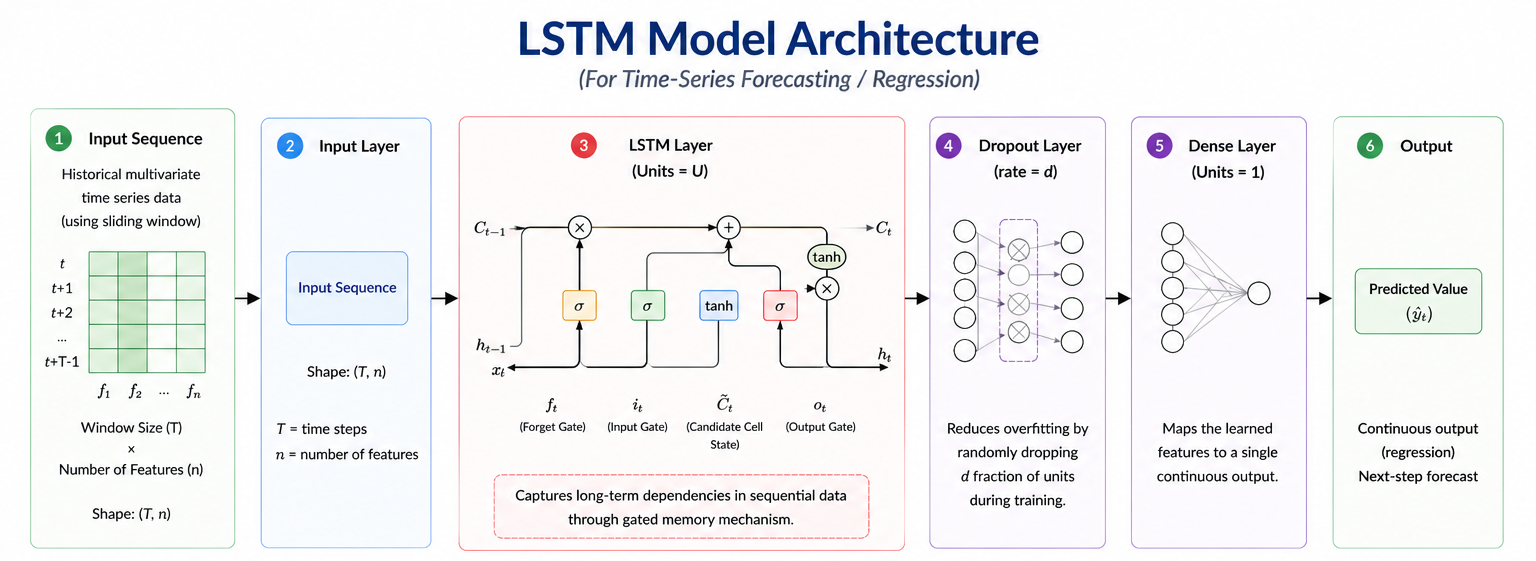 LSTM Model Architecture
(For Time-Series Forecasting / Regression)
1 Input Sequence
Historical multivariate
time series data
(using sliding window)
t
t+1
t+2
...
t+T-1
f₁ f₂ ... fₙ
Window Size (T)
×
Number of Features (n)
Shape: (T, n)
2 Input Layer
Input Sequence
Shape: (T, n)
T = time steps
n = number of features
3 LSTM Layer
(Units = U)
Cₜ₋₁ × + Cₜ
tanh
×
σ σ tanh σ
hₜ₋₁
hₜ
xₜ
fₜ
(Forget Gate)
iₜ
(Input Gate)
C̃ₜ
(Candidate Cell
State)
oₜ
(Output Gate)
Captures long-term dependencies in sequential data
through gated memory mechanism.
4 Dropout Layer
(rate = d)
Reduces overfitting by
randomly dropping
d fraction of units
during training.
5 Dense Layer
(Units = 1)
Maps the learned
features to a single
continuous output.
6 Output
Predicted Value
(ŷₜ)
Continuous output
(regression)
Next-step forecast